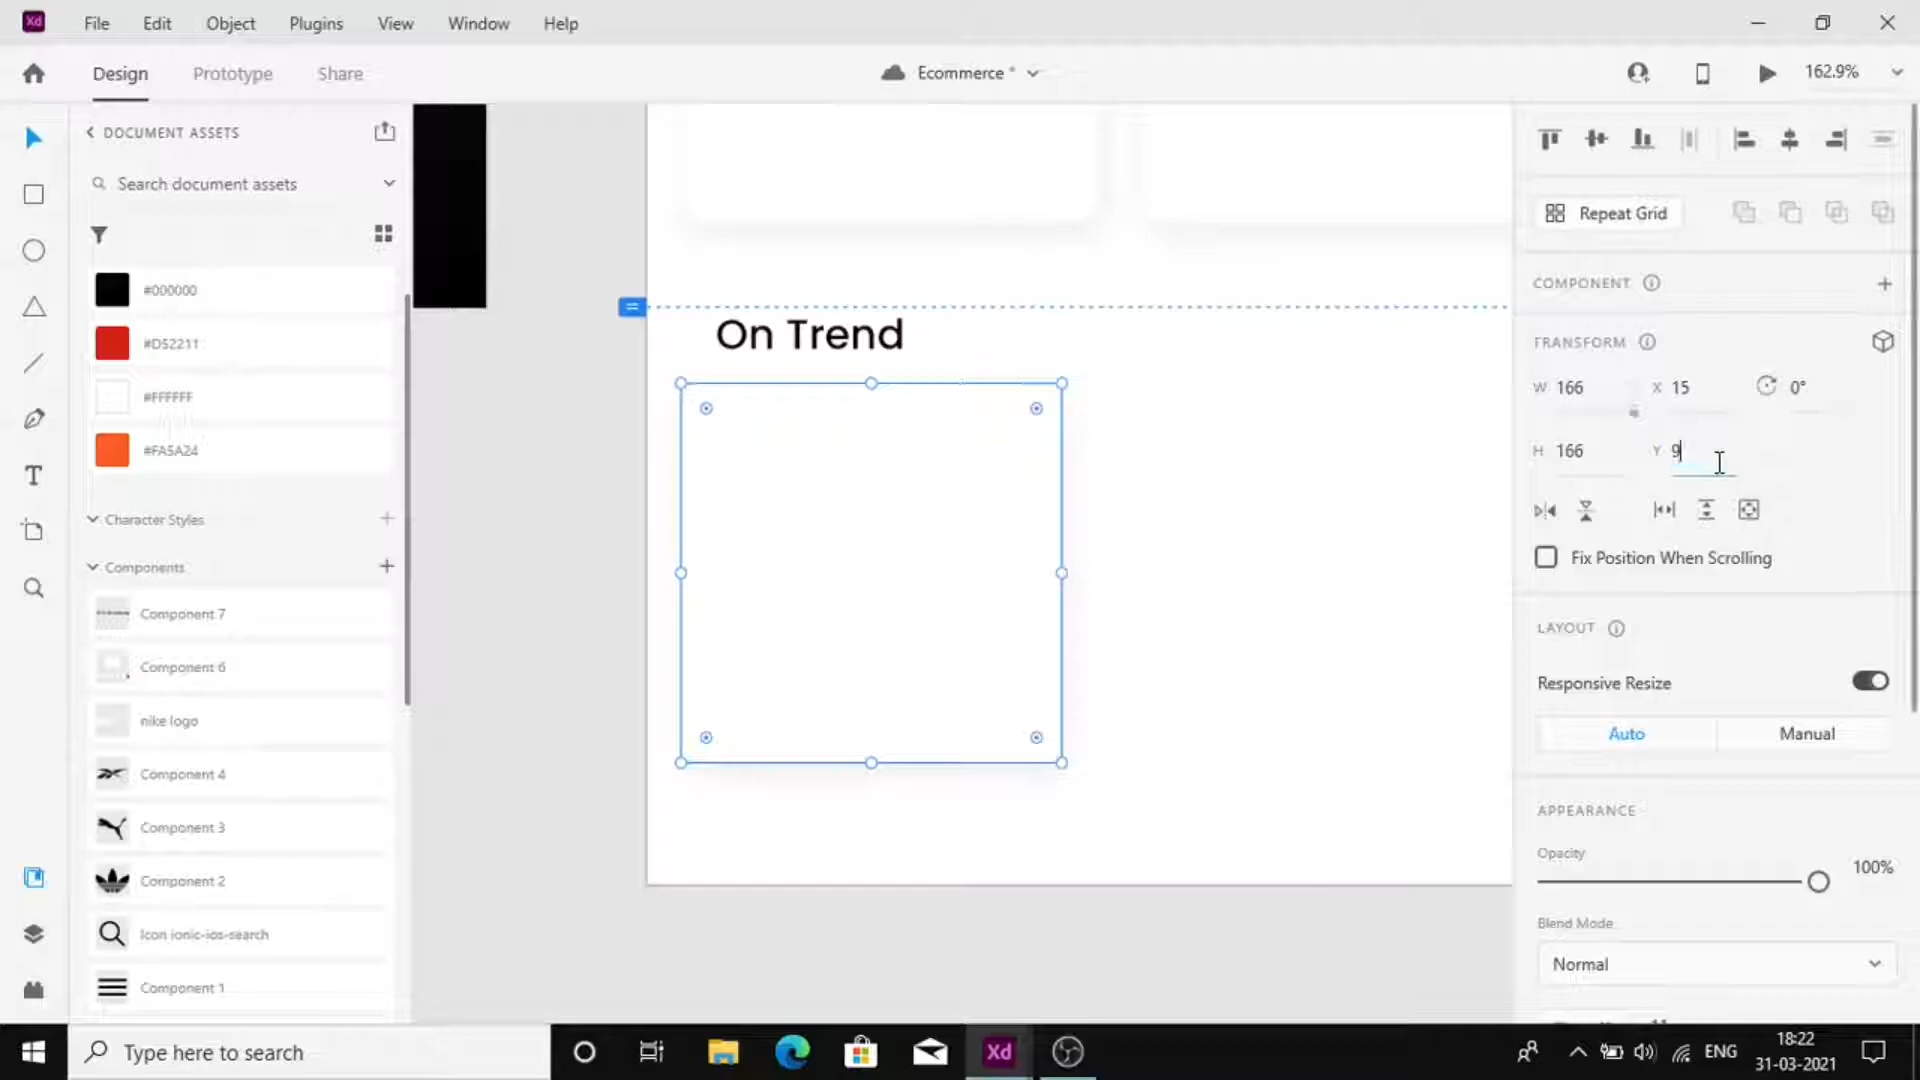 Xd File Edit Object Plugins View Window Help
Design Prototype Share
Ecommerce *
162.9%
DOCUMENT ASSETS
Search document assets
#000000
#D52211
#FFFFFF
#FA5A24
Character Styles
Components
Component 7
Component 6
nike logo
Component 4
Component 3
Component 2
Icon ionic-ios-search
Component 1
On Trend
Repeat Grid
COMPONENT
TRANSFORM
W 166 X 15 0°
H 166 Y 9
Fix Position When Scrolling
LAYOUT
Responsive Resize
Auto Manual
APPEARANCE
Opacity
100%
Blend Mode
Normal
Type here to search
Xd
ENG
18:22
31-03-2021